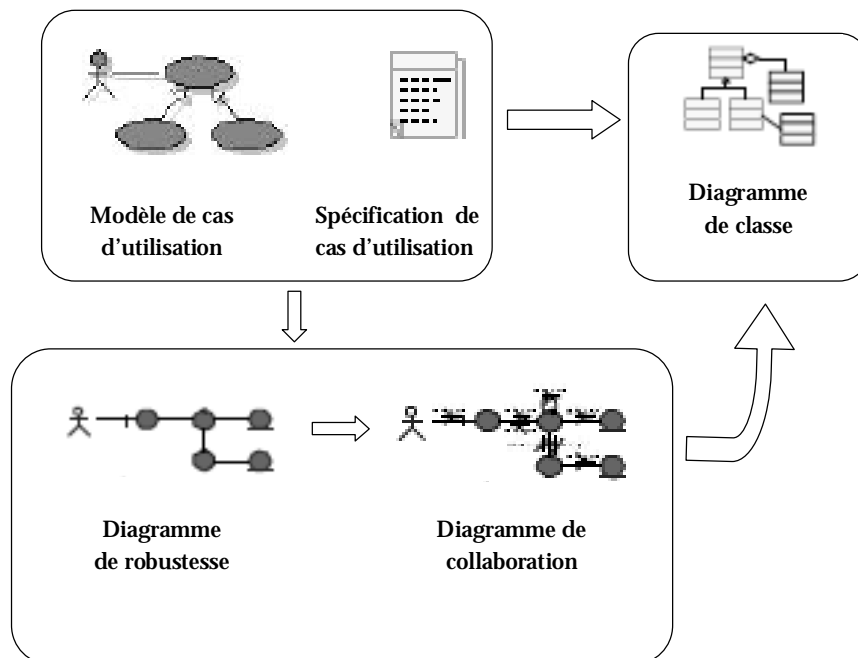 Modèle de cas
d'utilisation
Spécification de
cas d'utilisation
Diagramme
de classe
Diagramme
de robustesse
Diagramme de
collaboration